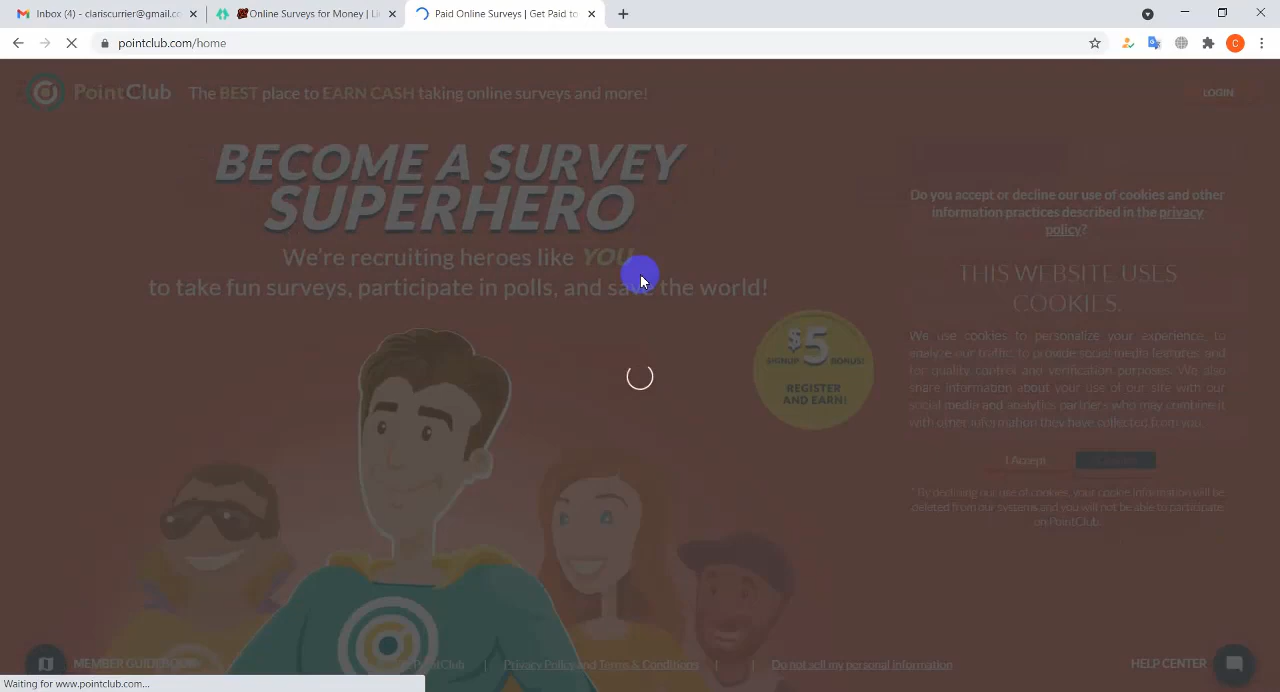 Inbox (4) - clariscurrier@gmail.cc
Online Surveys for Money | Li
Paid Online Surveys | Get Paid to
pointclub.com/home
C
PointClub
The BEST place to EARN CASH taking online surveys and more!
LOGIN
BECOME A SURVEY
SUPERHERO
We're recruiting heroes like YOU
to take fun surveys, participate in polls, and save the world!
$5
SIGNUP BONUS!
REGISTER
AND EARN!
Do you accept or decline our use of cookies and other
information practices described in the privacy
policy?
THIS WEBSITE USES
COOKIES.
We use cookies to personalize your experience, to
analyze our traffic, to provide social media features, and
for quality control and verification purposes. We also
share information about your use of our site with our
social media and analytics partners who may combine it
with other information they have collected from you.
I Accept
* By declining our use of cookies, your cookie information will be
deleted from our systems and you will not be able to participate
on PointClub.
MEMBER GUIDEBOOK
PointClub | Privacy Policy and Terms & Conditions | | Do not sell my personal information
HELP CENTER
Waiting for www.pointclub.com...